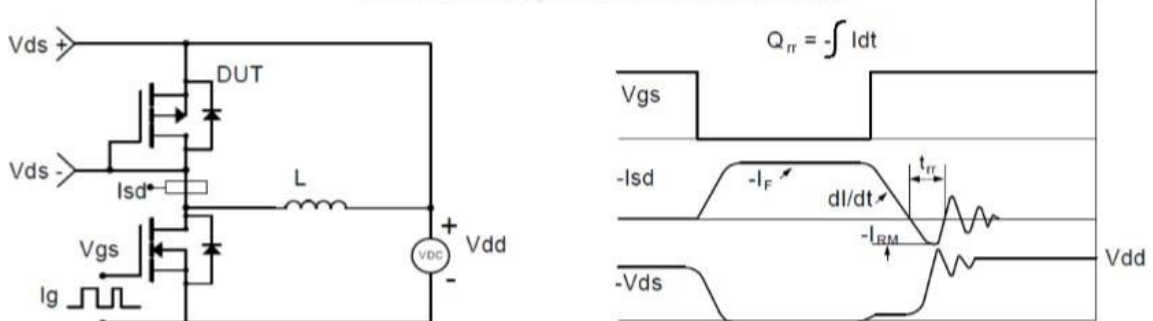 Vds +
DUT
Vds -
Isd
L
Vgs
+
VDC
Vdd
-
Ig
Qrr = -∫ Idt
Vgs
trr
-Isd
-IF
dI/dt
-IRM
Vdd
-Vds